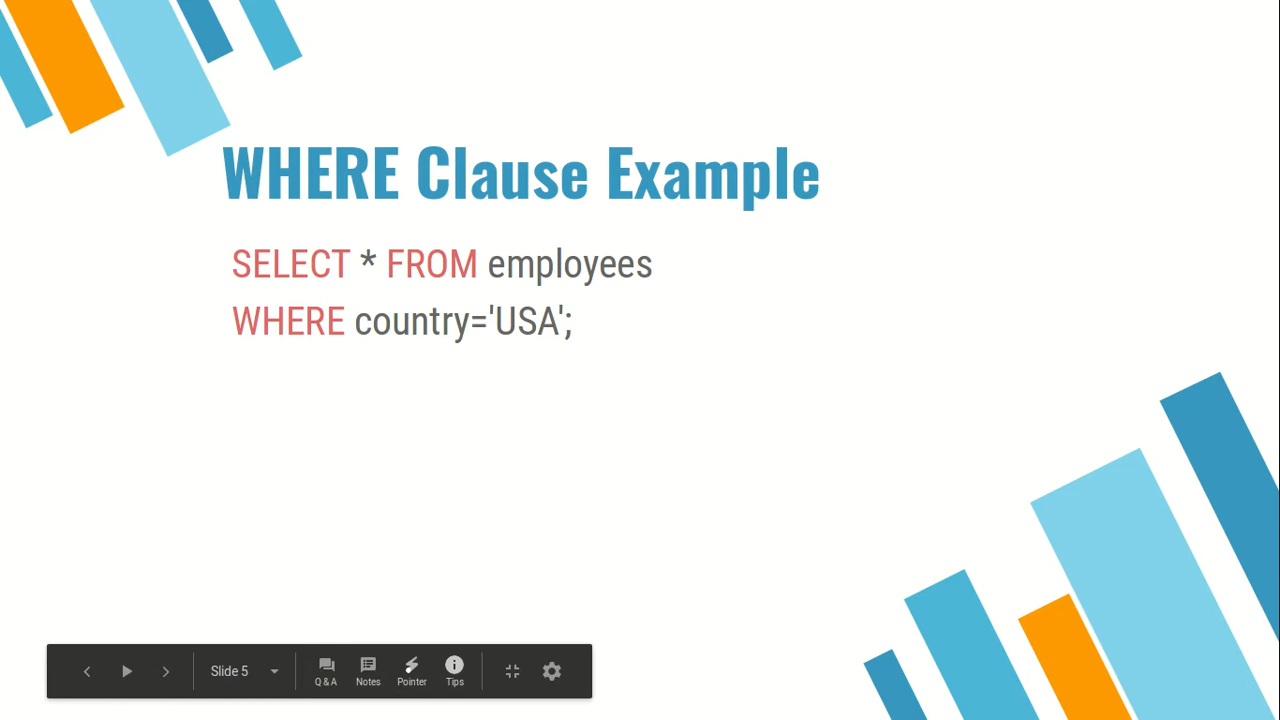 WHERE Clause Example
SELECT * FROM employees
WHERE country='USA';
Slide 5
Q & A
Notes
Pointer
Tips